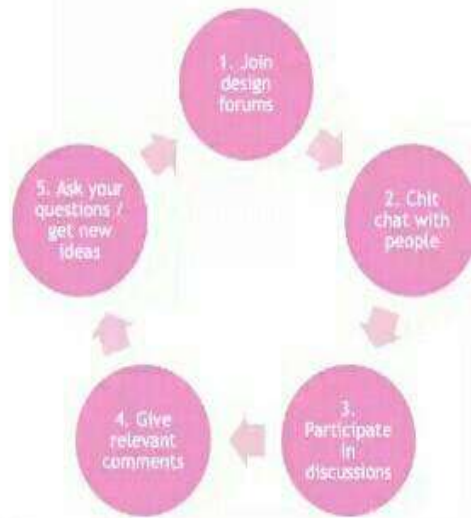 1. Join
design
forums
2. Chit
chat with
people
3.
Participate
in
discussions
4. Give
relevant
comments
5. Ask your
questions /
get new
ideas